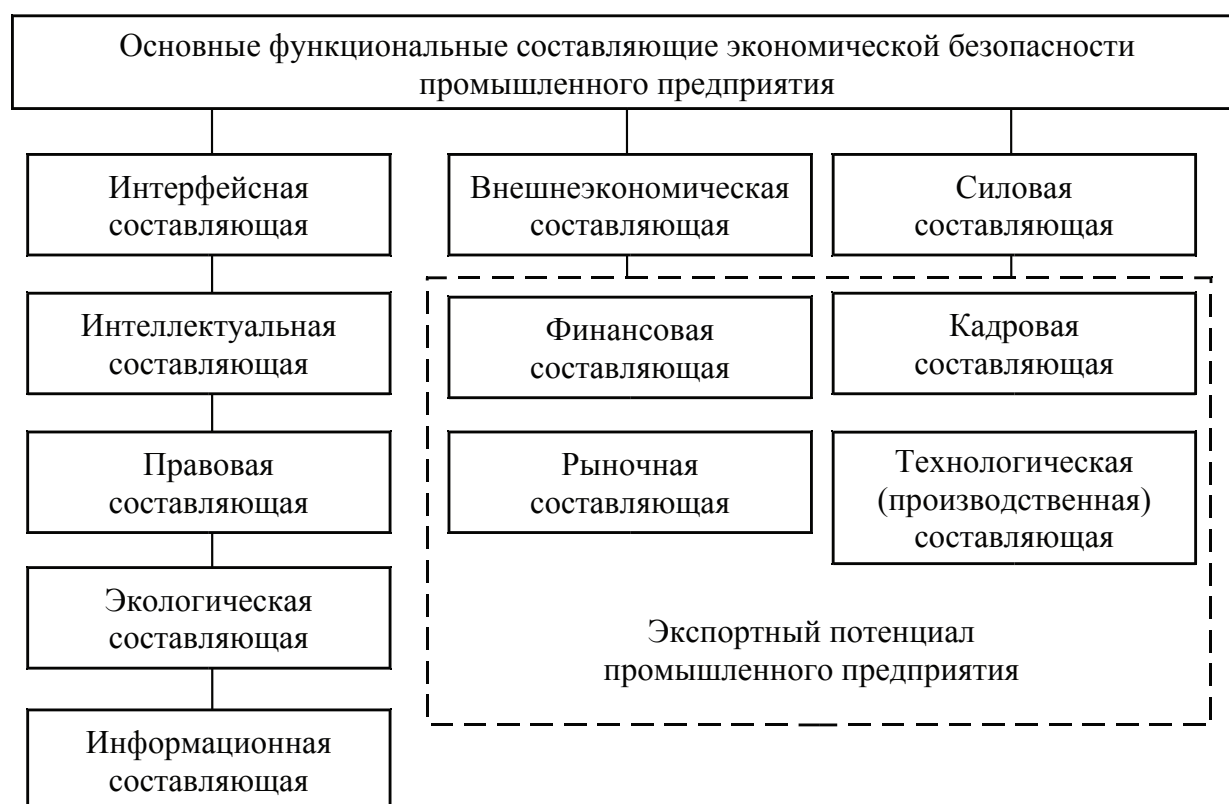 Основные функциональные составляющие экономической безопасности
промышленного предприятия
Интерфейсная
составляющая
Внешнеэкономическая
составляющая
Силовая
составляющая
Интеллектуальная
составляющая
Финансовая
составляющая
Кадровая
составляющая
Правовая
составляющая
Рыночная
составляющая
Технологическая
(производственная)
составляющая
Экологическая
составляющая
Экспортный потенциал
промышленного предприятия
Информационная
составляющая